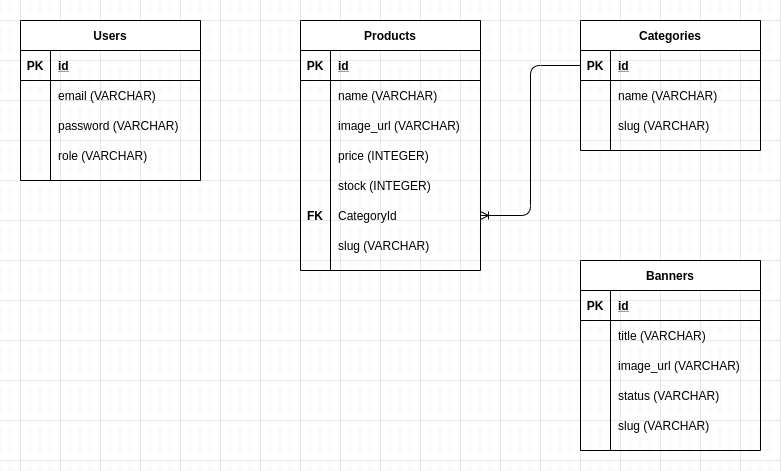 Users
PK id
email (VARCHAR)
password (VARCHAR)
role (VARCHAR)
Products
PK id
name (VARCHAR)
image_url (VARCHAR)
price (INTEGER)
stock (INTEGER)
FK CategoryId
slug (VARCHAR)
Categories
PK id
name (VARCHAR)
slug (VARCHAR)
Banners
PK id
title (VARCHAR)
image_url (VARCHAR)
status (VARCHAR)
slug (VARCHAR)